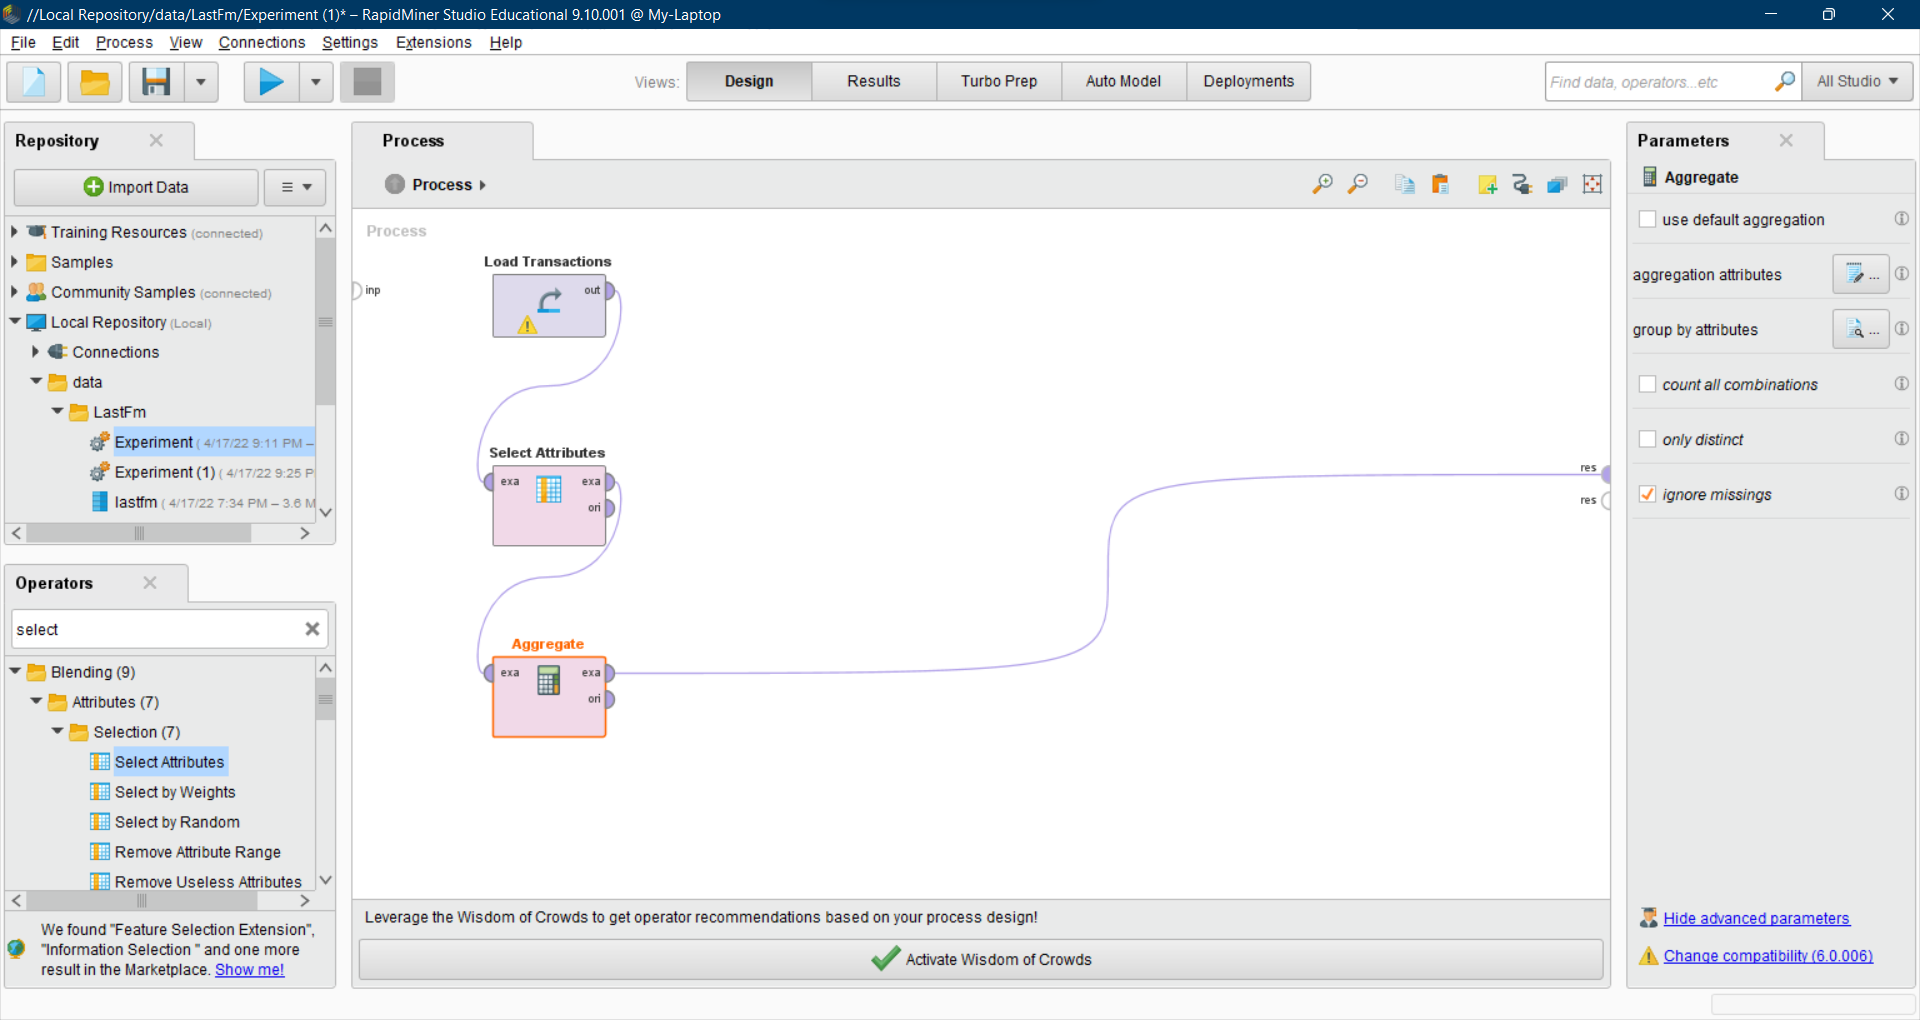 //Local Repository/data/LastFm/Experiment (1)* – RapidMiner Studio Educational 9.10.001 @ My-Laptop
File Edit Process View Connections Settings Extensions Help
Views: Design Results Turbo Prep Auto Model Deployments
Find data, operators...etc
All Studio
Repository
Import Data
Training Resources (connected)
Samples
Community Samples (connected)
Local Repository (Local)
Connections
data
LastFm
Experiment ( 4/17/22 9:11 PM –
Experiment (1) ( 4/17/22 9:25 P
lastfm ( 4/17/22 7:34 PM – 3.6 M
Operators
select
Blending (9)
Attributes (7)
Selection (7)
Select Attributes
Select by Weights
Select by Random
Remove Attribute Range
Remove Useless Attributes
We found "Feature Selection Extension",
"Information Selection " and one more
result in the Marketplace. Show me!
Process
Process
Process
inp
Load Transactions
out
Select Attributes
exa exa
ori
Aggregate
exa exa
ori
res
res
Leverage the Wisdom of Crowds to get operator recommendations based on your process design!
Activate Wisdom of Crowds
Parameters
Aggregate
use default aggregation
aggregation attributes ...
group by attributes ...
count all combinations
only distinct
ignore missings
Hide advanced parameters
Change compatibility (6.0.006)